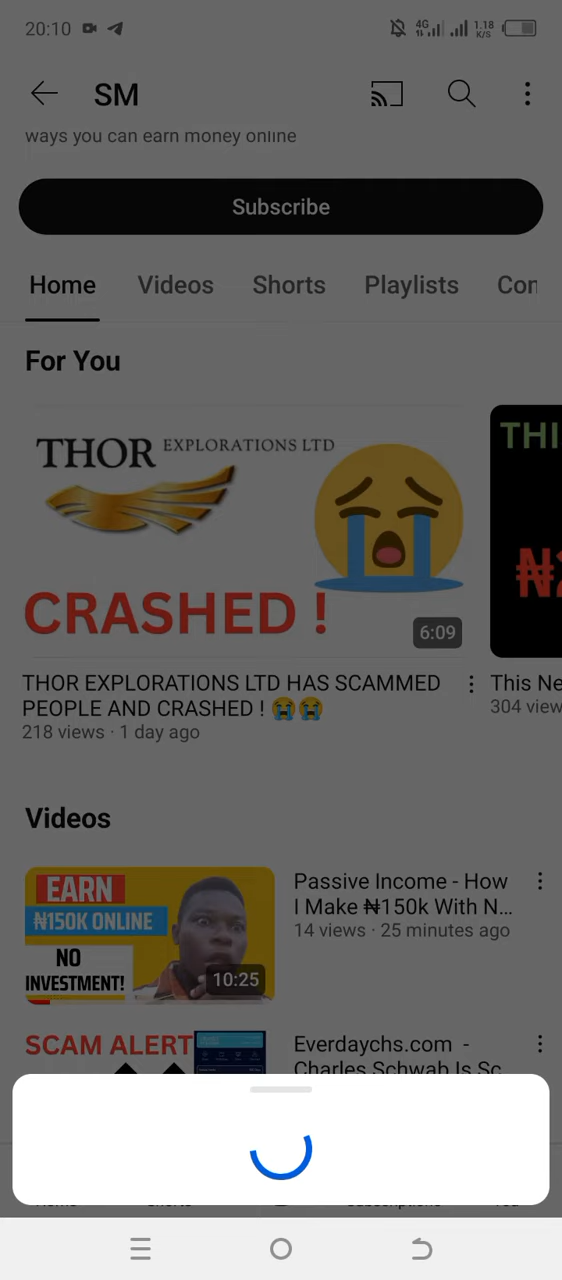 20:10
4G
1.18
K/S
SM
ways you can earn money online
Subscribe
Home
Videos
Shorts
Playlists
Con
For You
THOR EXPLORATIONS LTD
CRASHED !
6:09
THI
₦2
THOR EXPLORATIONS LTD HAS SCAMMED
PEOPLE AND CRASHED ! 😭😭
218 views · 1 day ago
This Ne
304 view
Videos
EARN
₦150K ONLINE
NO
INVESTMENT!
10:25
Passive Income - How
I Make ₦150k With N...
14 views · 25 minutes ago
SCAM ALERT
Everdaychs.com -
Charles Schwab Is Sc